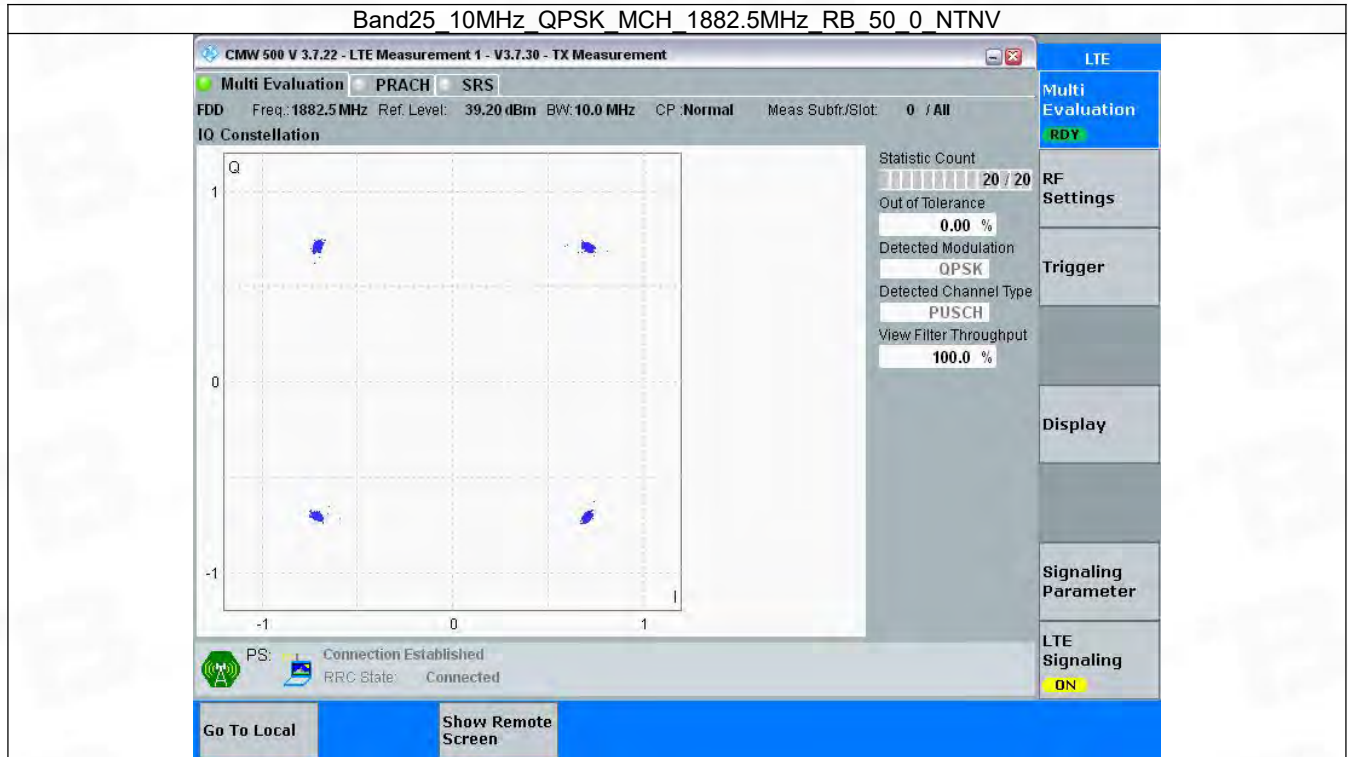 Band25_10MHz_QPSK_MCH_1882.5MHz_RB_50_0_NTNV
CMW 500 V 3.7.22 - LTE Measurement 1 - V3.7.30 - TX Measurement
LTE
Multi Evaluation PRACH SRS
Multi
Evaluation
RDY
FDD Freq.: 1882.5 MHz Ref. Level: 39.20 dBm BW: 10.0 MHz CP :Normal Meas Subfr./Slot: 0 / All
IQ Constellation
Q
1
0
-1
I
-1 0 1
Statistic Count
20 / 20
Out of Tolerance
0.00 %
Detected Modulation
QPSK
Detected Channel Type
PUSCH
View Filter Throughput
100.0 %
RF
Settings
Trigger
Display
Signaling
Parameter
LTE
Signaling
ON
PS: Connection Established
RRC State: Connected
Go To Local
Show Remote
Screen